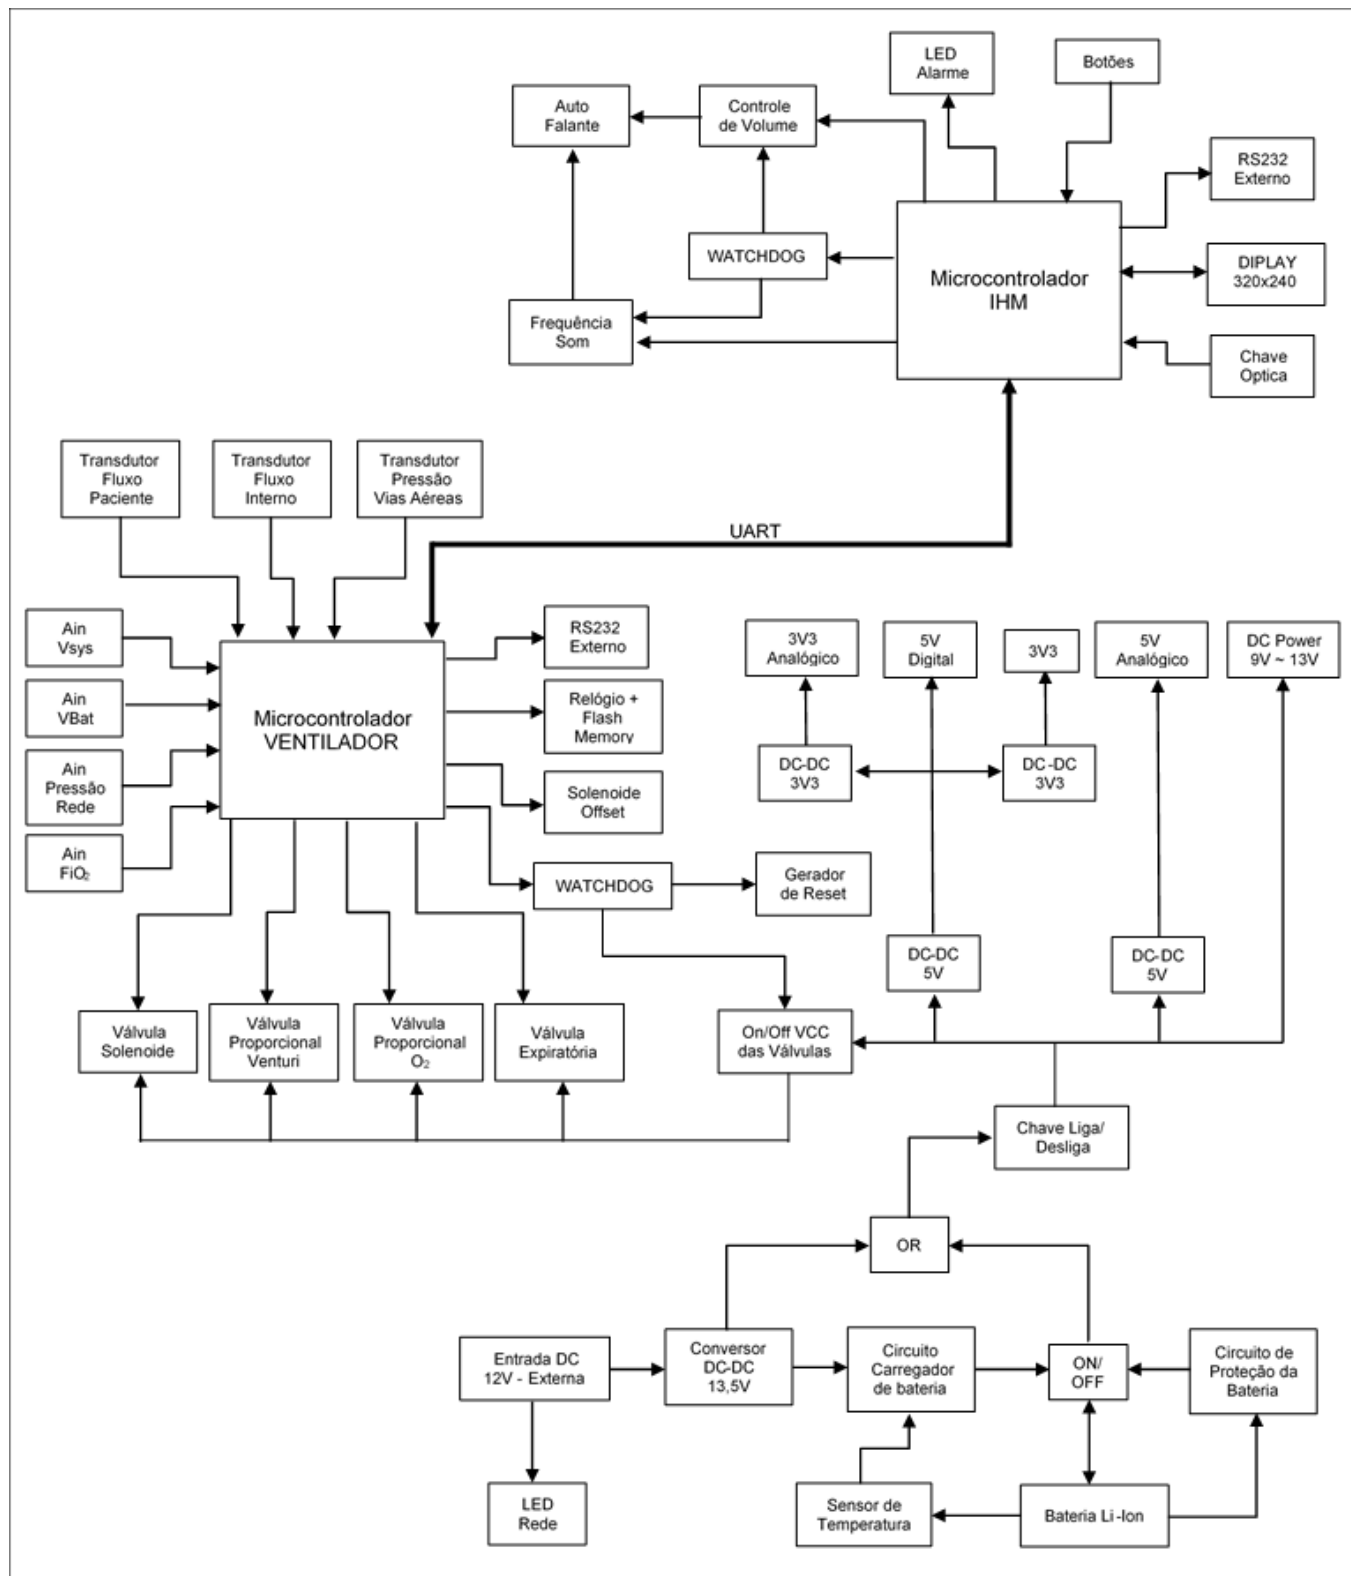 LED
Alarme
Botões
Auto
Falante
Controle
de Volume
RS232
Externo
WATCHDOG
Microcontrolador
IHM
DIPLAY
320x240
Frequência
Som
Chave
Optica
Transdutor
Fluxo
Paciente
Transdutor
Fluxo
Interno
Transdutor
Pressão
Vias Aéreas
UART
Ain
Vsys
RS232
Externo
3V3
Analógico
5V
Digital
3V3
5V
Analógico
DC Power
9V ~ 13V
Ain
VBat
Microcontrolador
VENTILADOR
Relógio +
Flash
Memory
Ain
Pressão
Rede
DC-DC
3V3
DC-DC
3V3
Solenoide
Offset
Ain
FiO₂
WATCHDOG
Gerador
de Reset
DC-DC
5V
DC-DC
5V
Válvula
Solenoide
Válvula
Proporcional
Venturi
Válvula
Proporcional
O₂
Válvula
Expiratória
On/Off VCC
das Válvulas
Chave Liga/
Desliga
OR
Entrada DC
12V - Externa
Conversor
DC-DC
13,5V
Circuito
Carregador
de bateria
ON/
OFF
Circuito de
Proteção da
Bateria
LED
Rede
Sensor de
Temperatura
Bateria Li-Ion